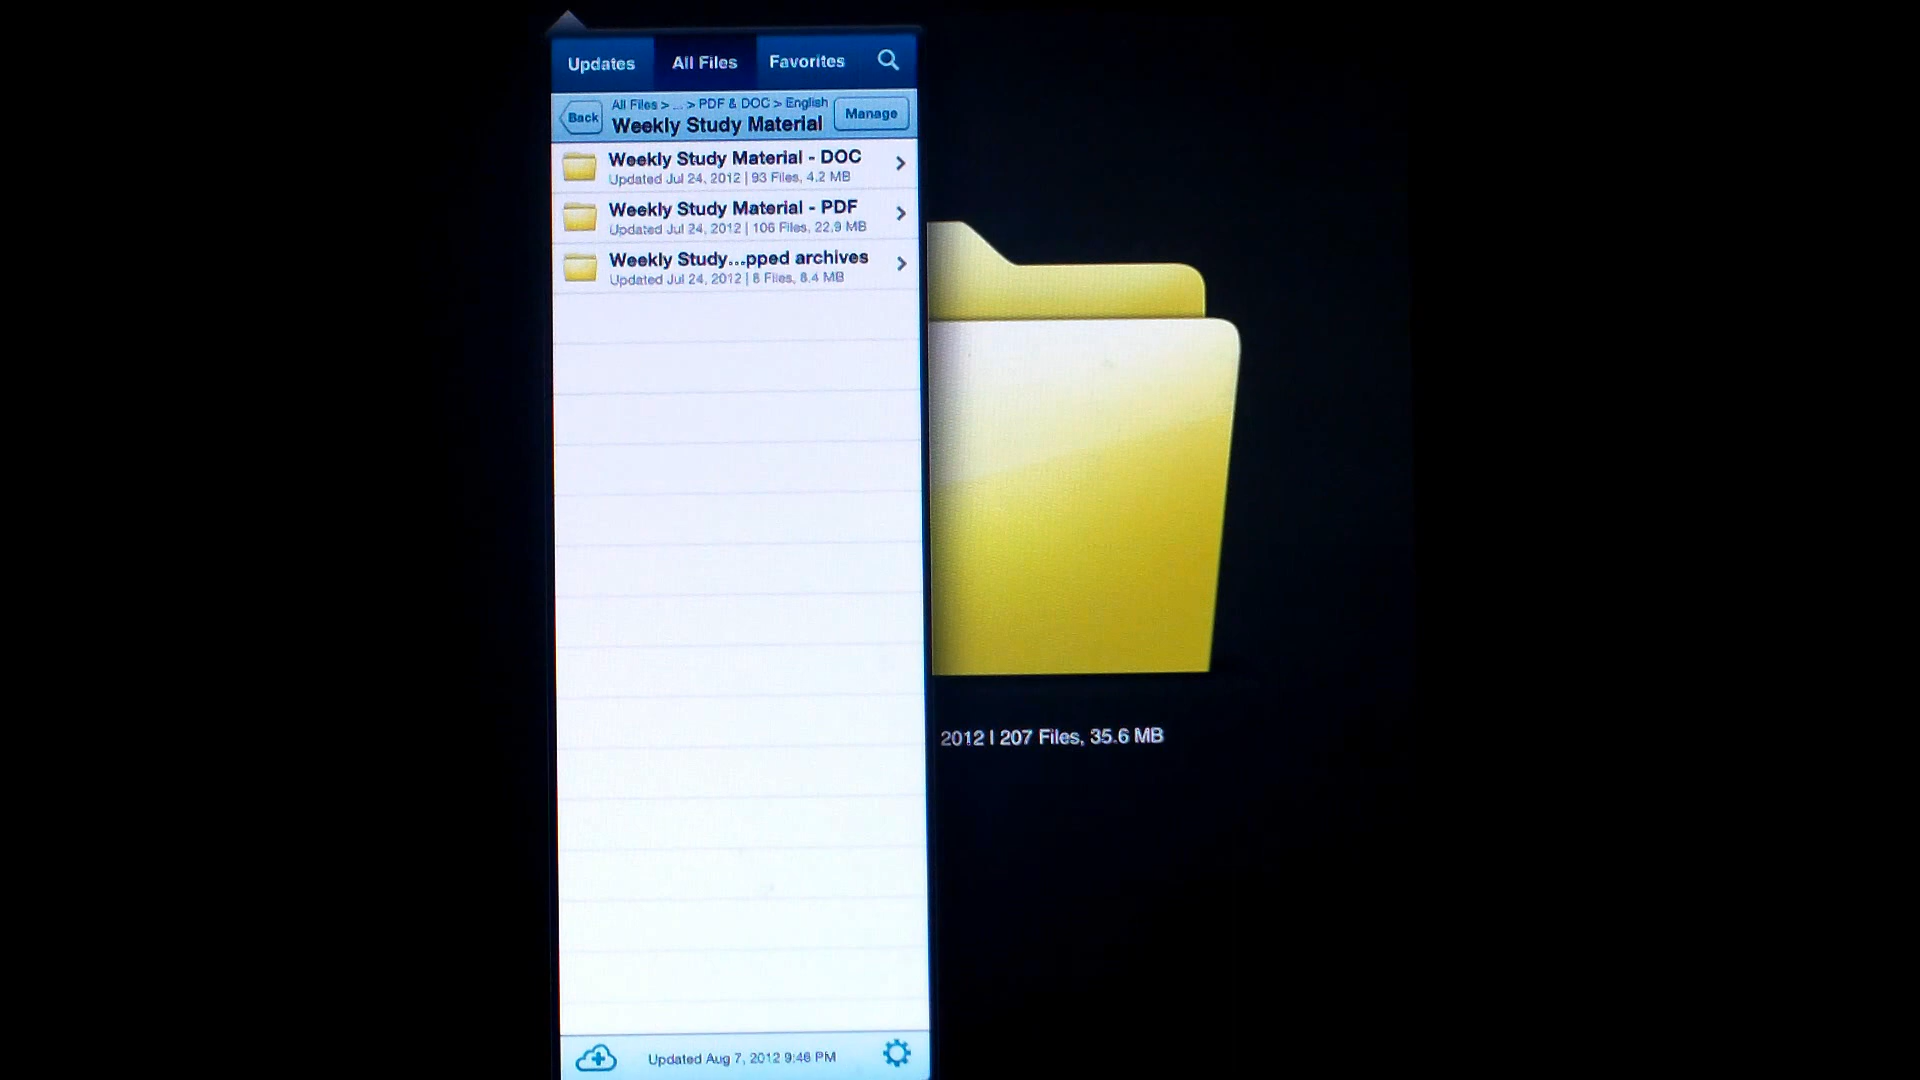 Updates All Files Favorites
All Files > ... > PDF & DOC > English
Back Weekly Study Material Manage
Weekly Study Material - DOC
Updated Jul 24, 2012 | 93 Files, 4.2 MB
Weekly Study Material - PDF
Updated Jul 24, 2012 | 106 Files, 22.9 MB
Weekly Study...pped archives
Updated Jul 24, 2012 | 8 Files, 8.4 MB
2012 | 207 Files, 35.6 MB
Updated Aug 7, 2012 9:46 PM